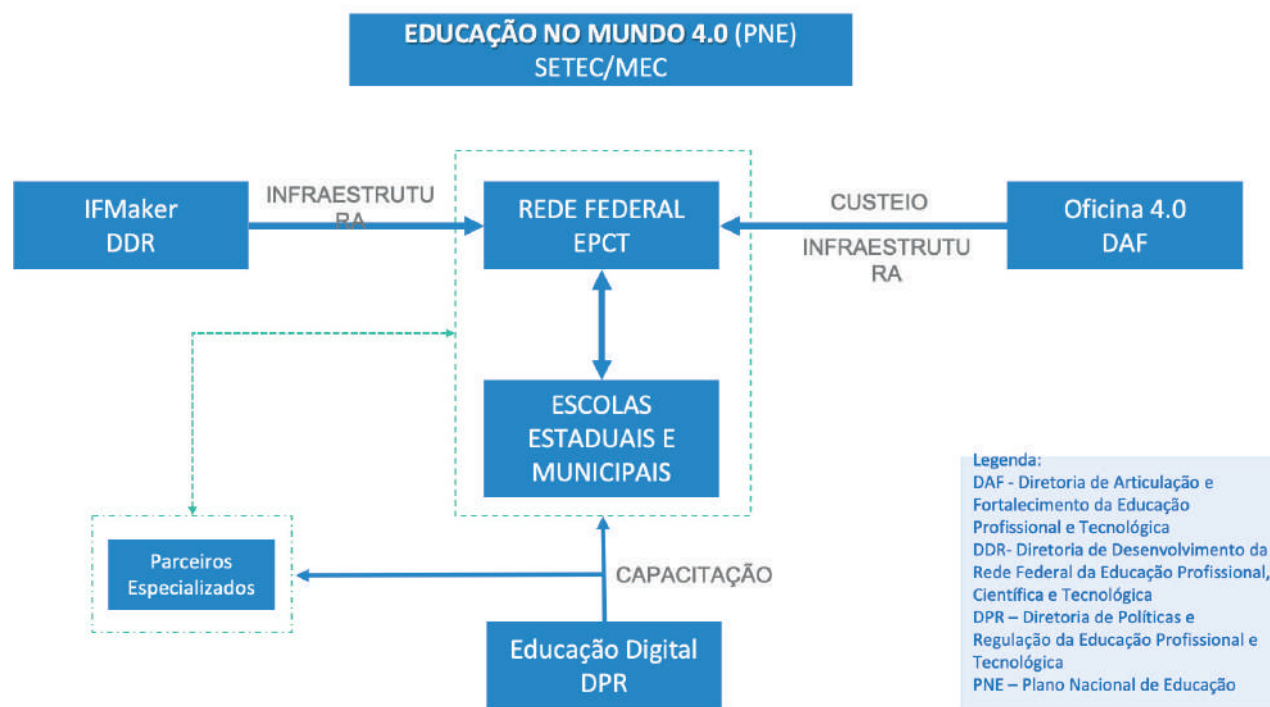 EDUCAÇÃO NO MUNDO 4.0 (PNE)
SETEC/MEC
IFMaker
DDR
INFRAESTRUTU
RA
REDE FEDERAL
EPCT
CUSTEIO
INFRAESTRUTU
RA
Oficina 4.0
DAF
ESCOLAS
ESTADUAIS E
MUNICIPAIS
Parceiros
Especializados
CAPACITAÇÃO
Educação Digital
DPR
Legenda:
DAF - Diretoria de Articulação e
Fortalecimento da Educação
Profissional e Tecnológica
DDR- Diretoria de Desenvolvimento da
Rede Federal da Educação Profissional,
Científica e Tecnológica
DPR – Diretoria de Políticas e
Regulação da Educação Profissional e
Tecnológica
PNE – Plano Nacional de Educação